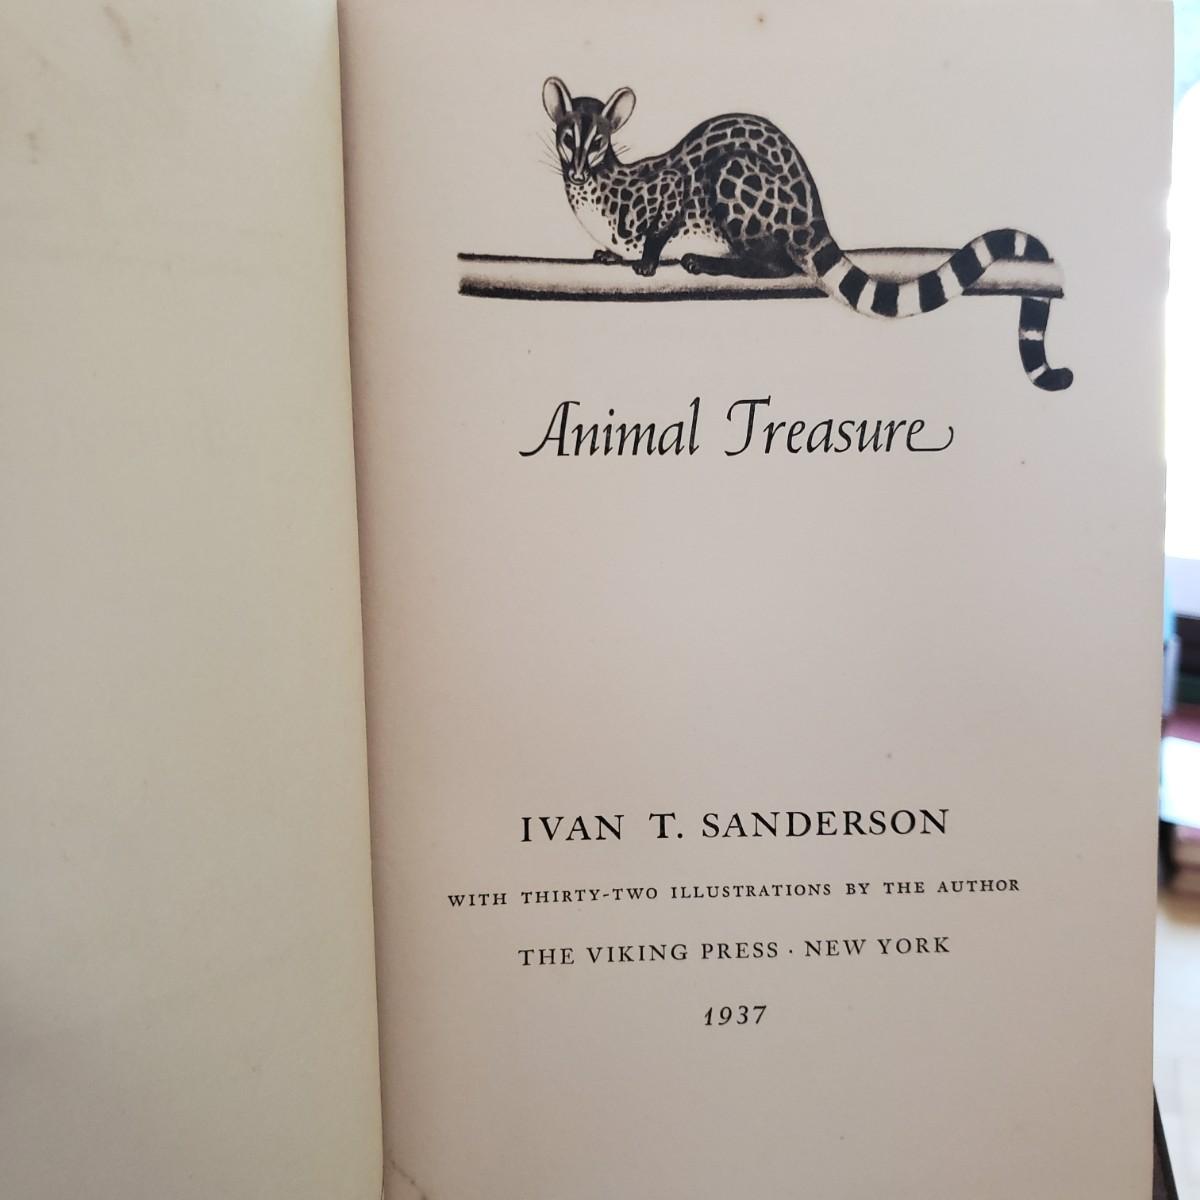 Animal Treasure
IVAN T. SANDERSON
WITH THIRTY-TWO ILLUSTRATIONS BY THE AUTHOR
THE VIKING PRESS · NEW YORK
1937